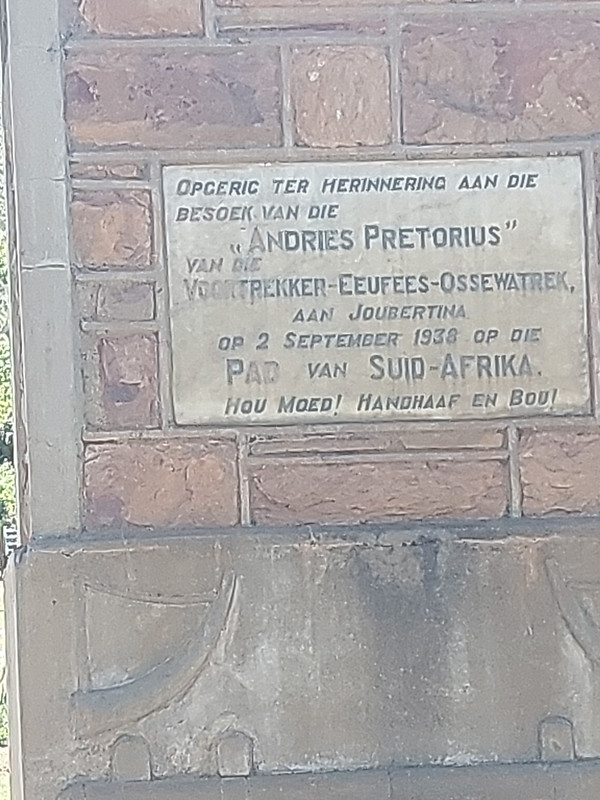 OPGERIG TER HERINNERING AAN DIE
BESOEK VAN DIE
„ANDRIES PRETORIUS”
VAN DIE
VOORTREKKER-EEUFEES-OSSEWATREK,
AAN JOUBERTINA
OP 2 SEPTEMBER 1938 OP DIE
PAD VAN SUID-AFRIKA.
HOU MOED! HANDHAAF EN BOU!